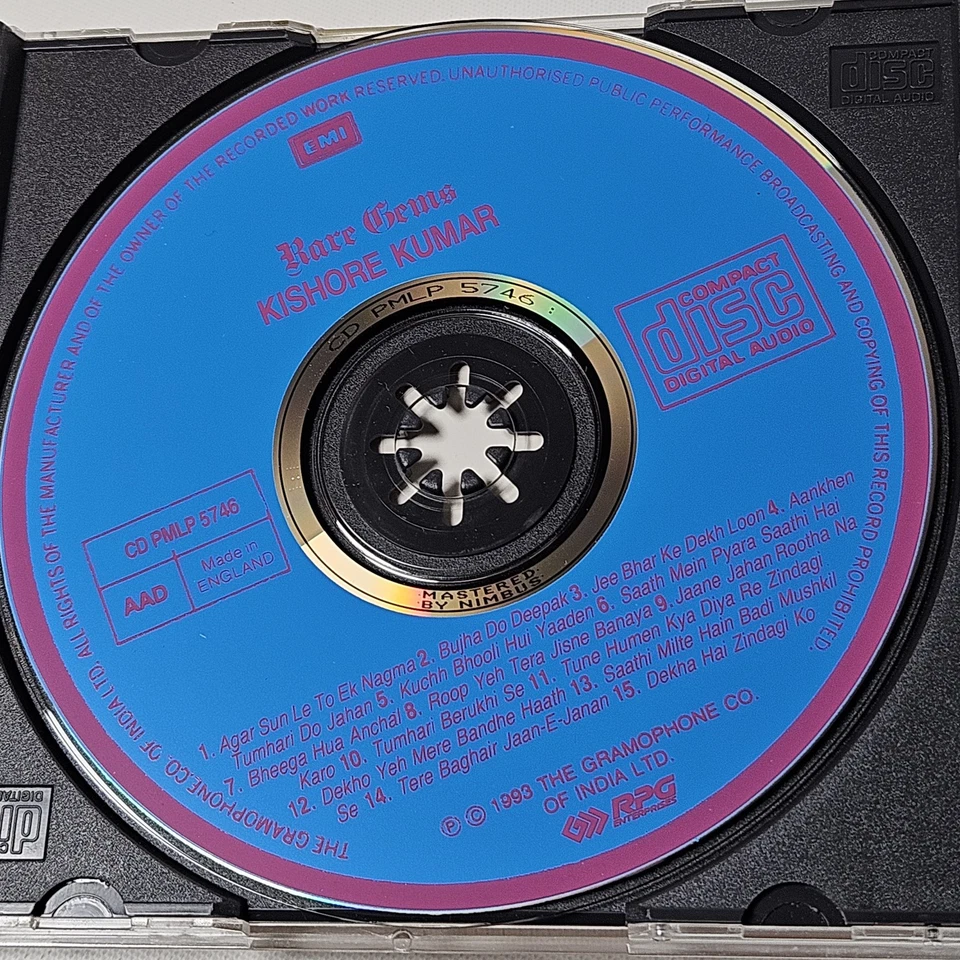 THE GRAMOPHONE.CO. OF INDIA LTD. ALL RIGHTS OF THE MANUFACTURER AND OF THE OWNER OF THE RECORDED WORK RESERVED. UNAUTHORISED PUBLIC PERFORMANCE BROADCASTING AND COPYING OF THIS RECORD PROHIBITED.
EMI
Rare Gems
KISHORE KUMAR
COMPACT
disc
DIGITAL AUDIO
COMPACT
disc
DIGITAL AUDIO
CD PMLP 5746 :
MASTERED
BY NIMBUS
CD PMLP 5746
AAD
Made in
ENGLAND
1. Agar Sun Le To Ek Nagma 2. Bujha Do Deepak 3. Jee Bhar Ke Dekh Loon 4. Aankhen
Tumhari Do Jahan 5. Kuchh Bhooli Hui Yaaden 6. Saath Mein Pyara Saathi Hai
7. Bheega Hua Anchal 8. Roop Yeh Tera Jisne Banaya 9. Jaane Jahan Rootha Na
Karo 10. Tumhari Berukhi Se 11. Tune Humen Kya Diya Re Zindagi
12. Dekho Yeh Mere Bandhe Haath 13. Saathi Milte Hain Badi Mushkil
Se 14. Tere Baghair Jaan-E-Janan 15. Dekha Hai Zindagi Ko
Ⓟ © 1993 THE GRAMOPHONE CO.
OF INDIA LTD.
RPG
ENTERPRISES